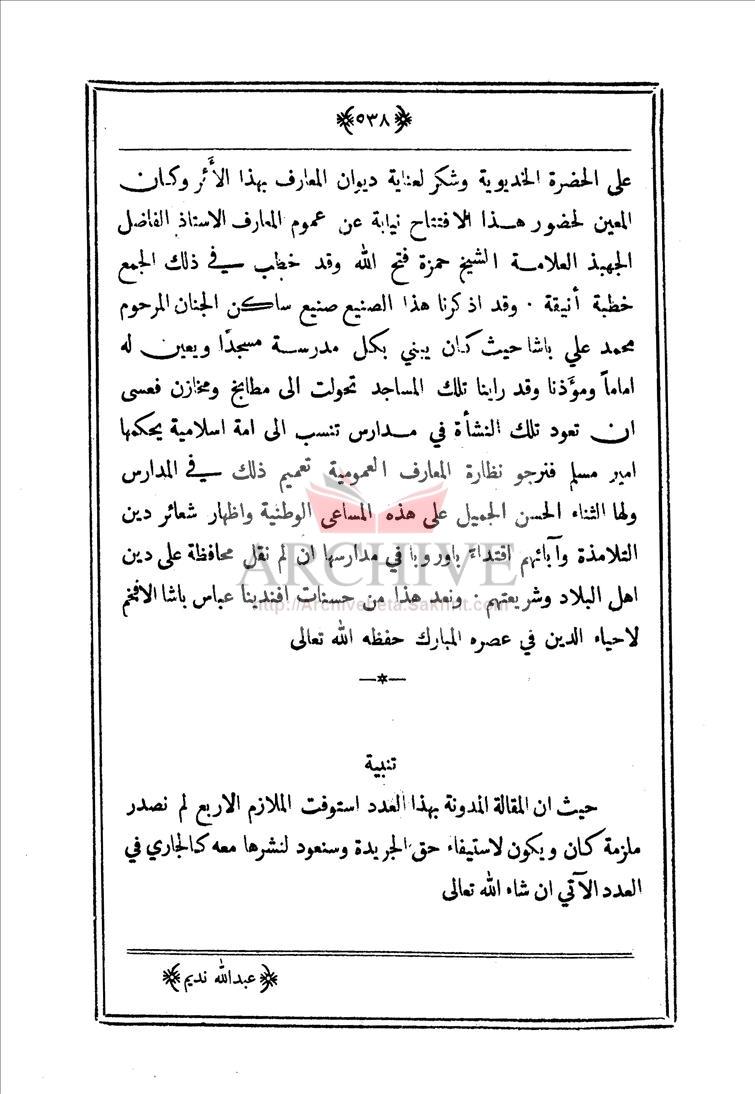 ٥٣٨
على الحضرة الخديوية وشكر لعناية ديوان المعارف بهذا الأثر وكان
المعين لحضور هذا الافتتاح نيابة عن عموم المعارف الاستاذ الفاضل
الجهبذ العلامة الشيخ حمزة فتح الله وقد خطب في ذلك الجمع
خطبة أنيقة . وقد اذكرنا هذا الصنيع صنيع ساكن الجنان المرحوم
محمد علي باشا حيث كان يبني بكل مدرسة مسجدًا ويعين له
اماماً ومؤذنا وقد راينا تلك المساجد تحولت الى مطابخ ومخازن فعسى
ان تعود تلك النشأة في مدارس تنسب الى امة اسلامية يحكمها
امير مسلم فنرجو نظارة المعارف العمومية تعميم ذلك في المدارس
ولها الثناء الحسن الجميل على هذه المساعى الوطنية واظهار شعائر دين
التلامذة وآبائهم اقتداءً باوروبا في مدارسها ان لم نقل محافظة على دين
ARCHIVE
اهل البلاد وشريعتهم . ونعد هذا من حسنات افندينا عباس باشا الافخم
http://Archivebeta.Sakhrit.com
لاحياء الدين في عصره المبارك حفظه الله تعالى
تنبية
حيث ان المقالة المدونة بهذا العدد استوفت الملازم الاربع لم نصدر
ملزمة كان ويكون لاستيفاء حق الجريدة وسنعود لنشرها معه كالجاري في
العدد الآتي ان شاء الله تعالى
عبدالله نديم